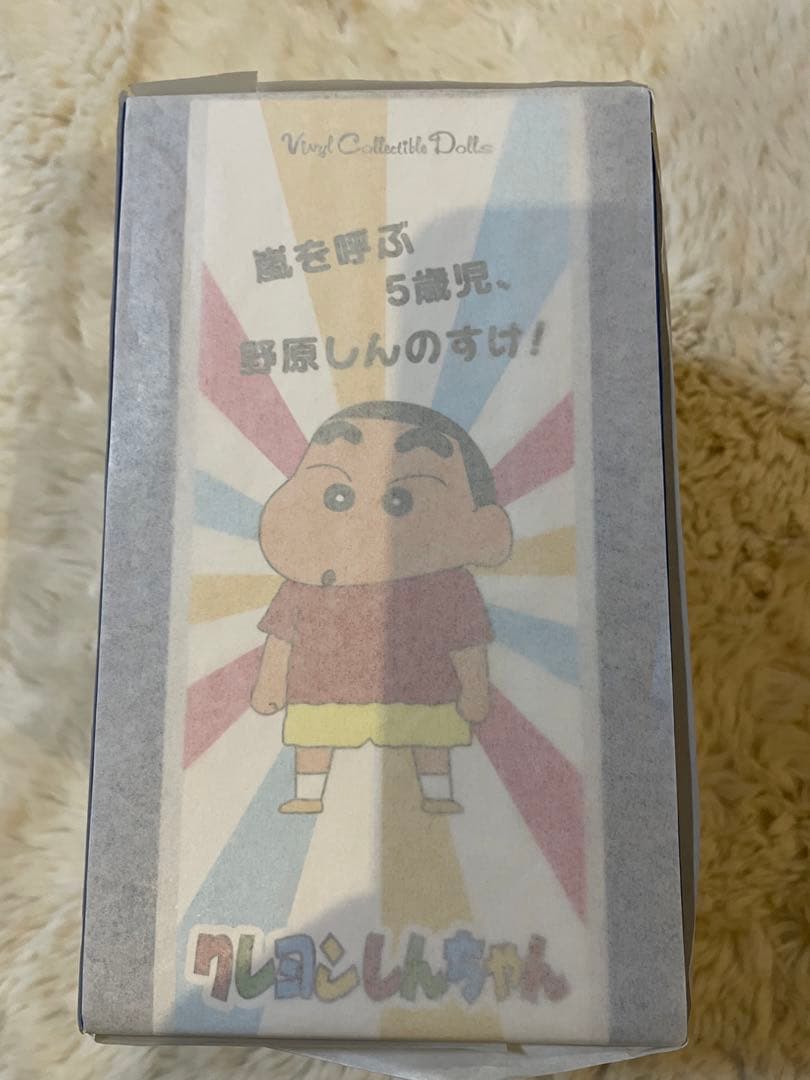 Vinyl Collectible Dolls
嵐を呼ぶ
5歳児、
野原しんのすけ!
クレヨンしんちゃん